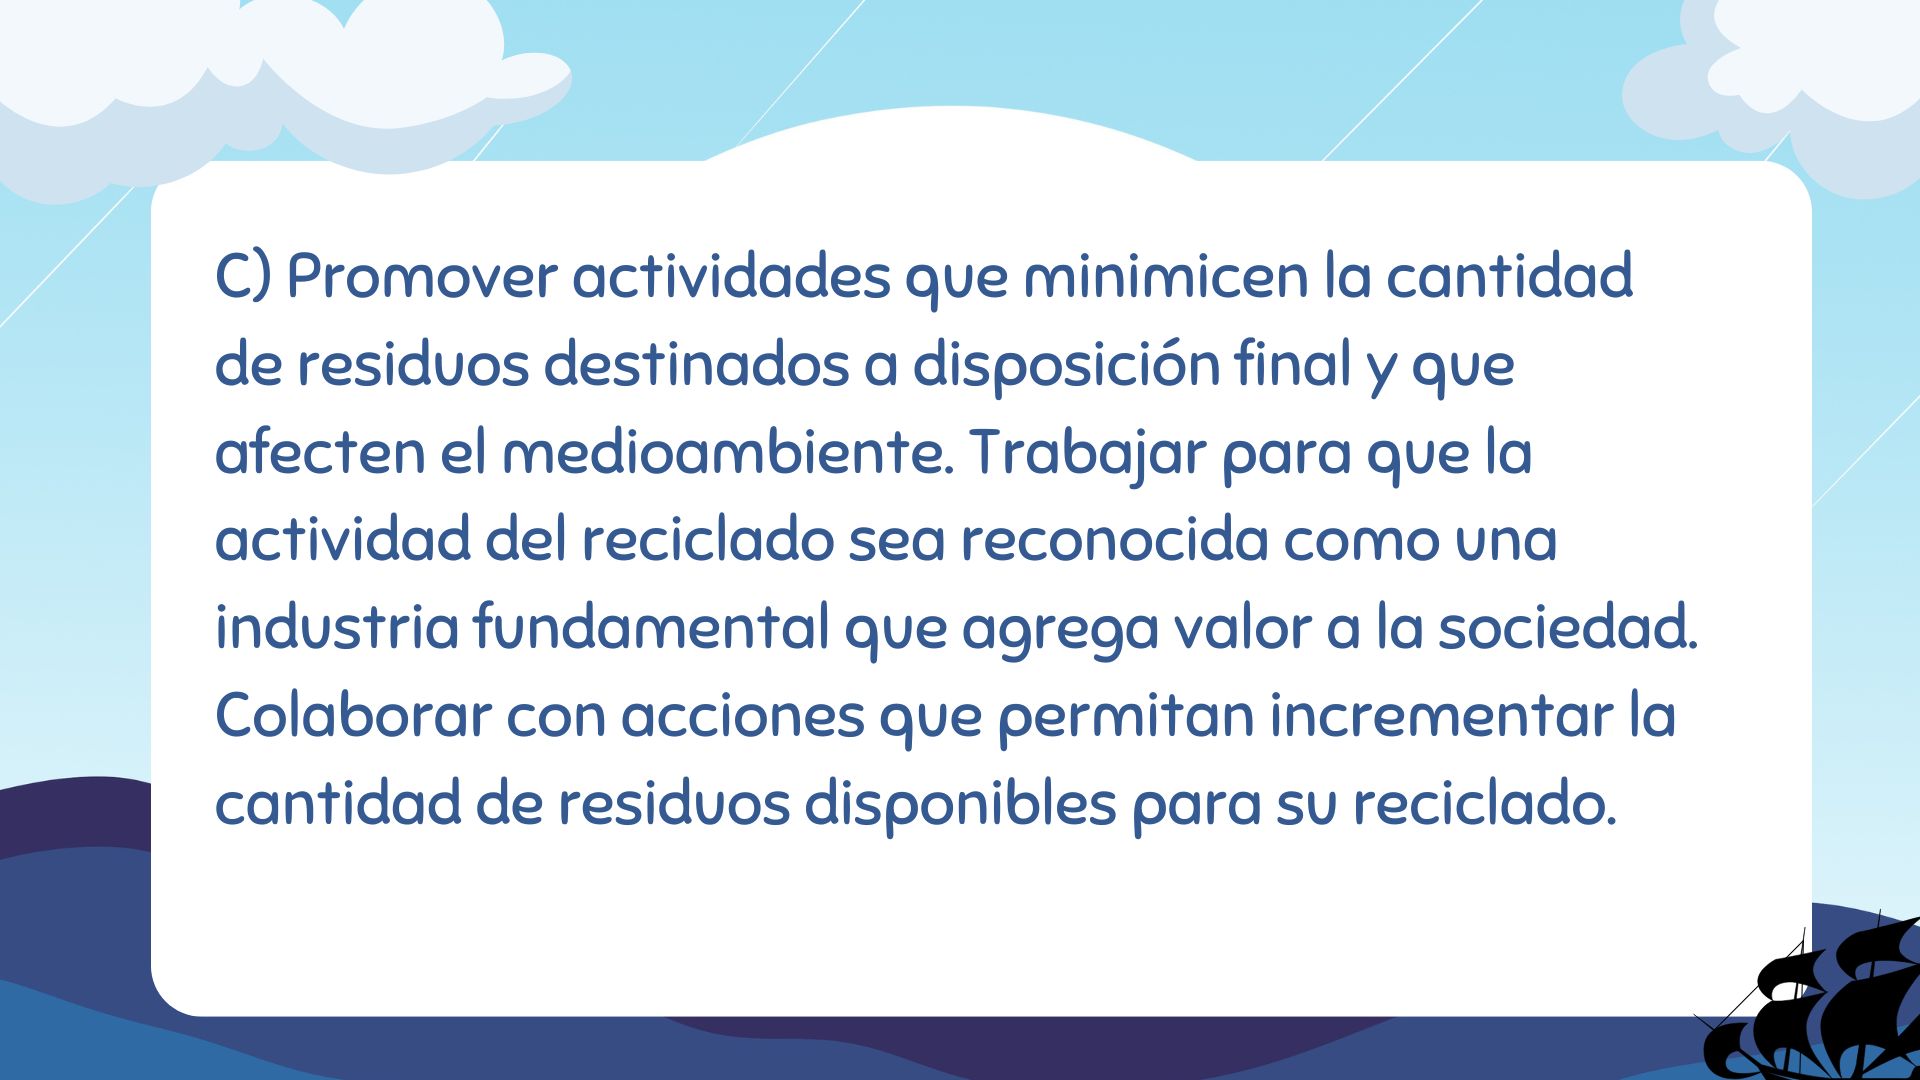 C) Promover actividades que minimicen la cantidad
de residuos destinados a disposición final y que
afecten el medioambiente. Trabajar para que la
actividad del reciclado sea reconocida como una
industria fundamental que agrega valor a la sociedad.
Colaborar con acciones que permitan incrementar la
cantidad de residuos disponibles para su reciclado.